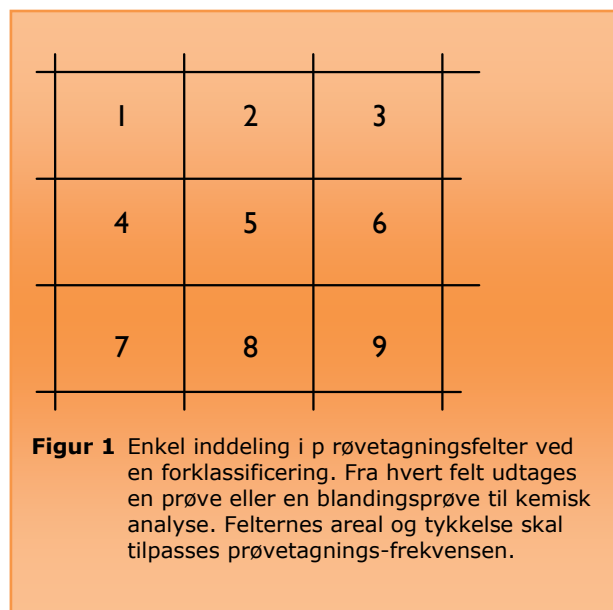 1 2 3
4 5 6
7 8 9
Figur 1 Enkel inddeling i p røvetagningsfelter ved
en forklassificering. Fra hvert felt udtages
en prøve eller en blandingsprøve til kemisk
analyse. Felternes areal og tykkelse skal
tilpasses prøvetagnings-frekvensen.